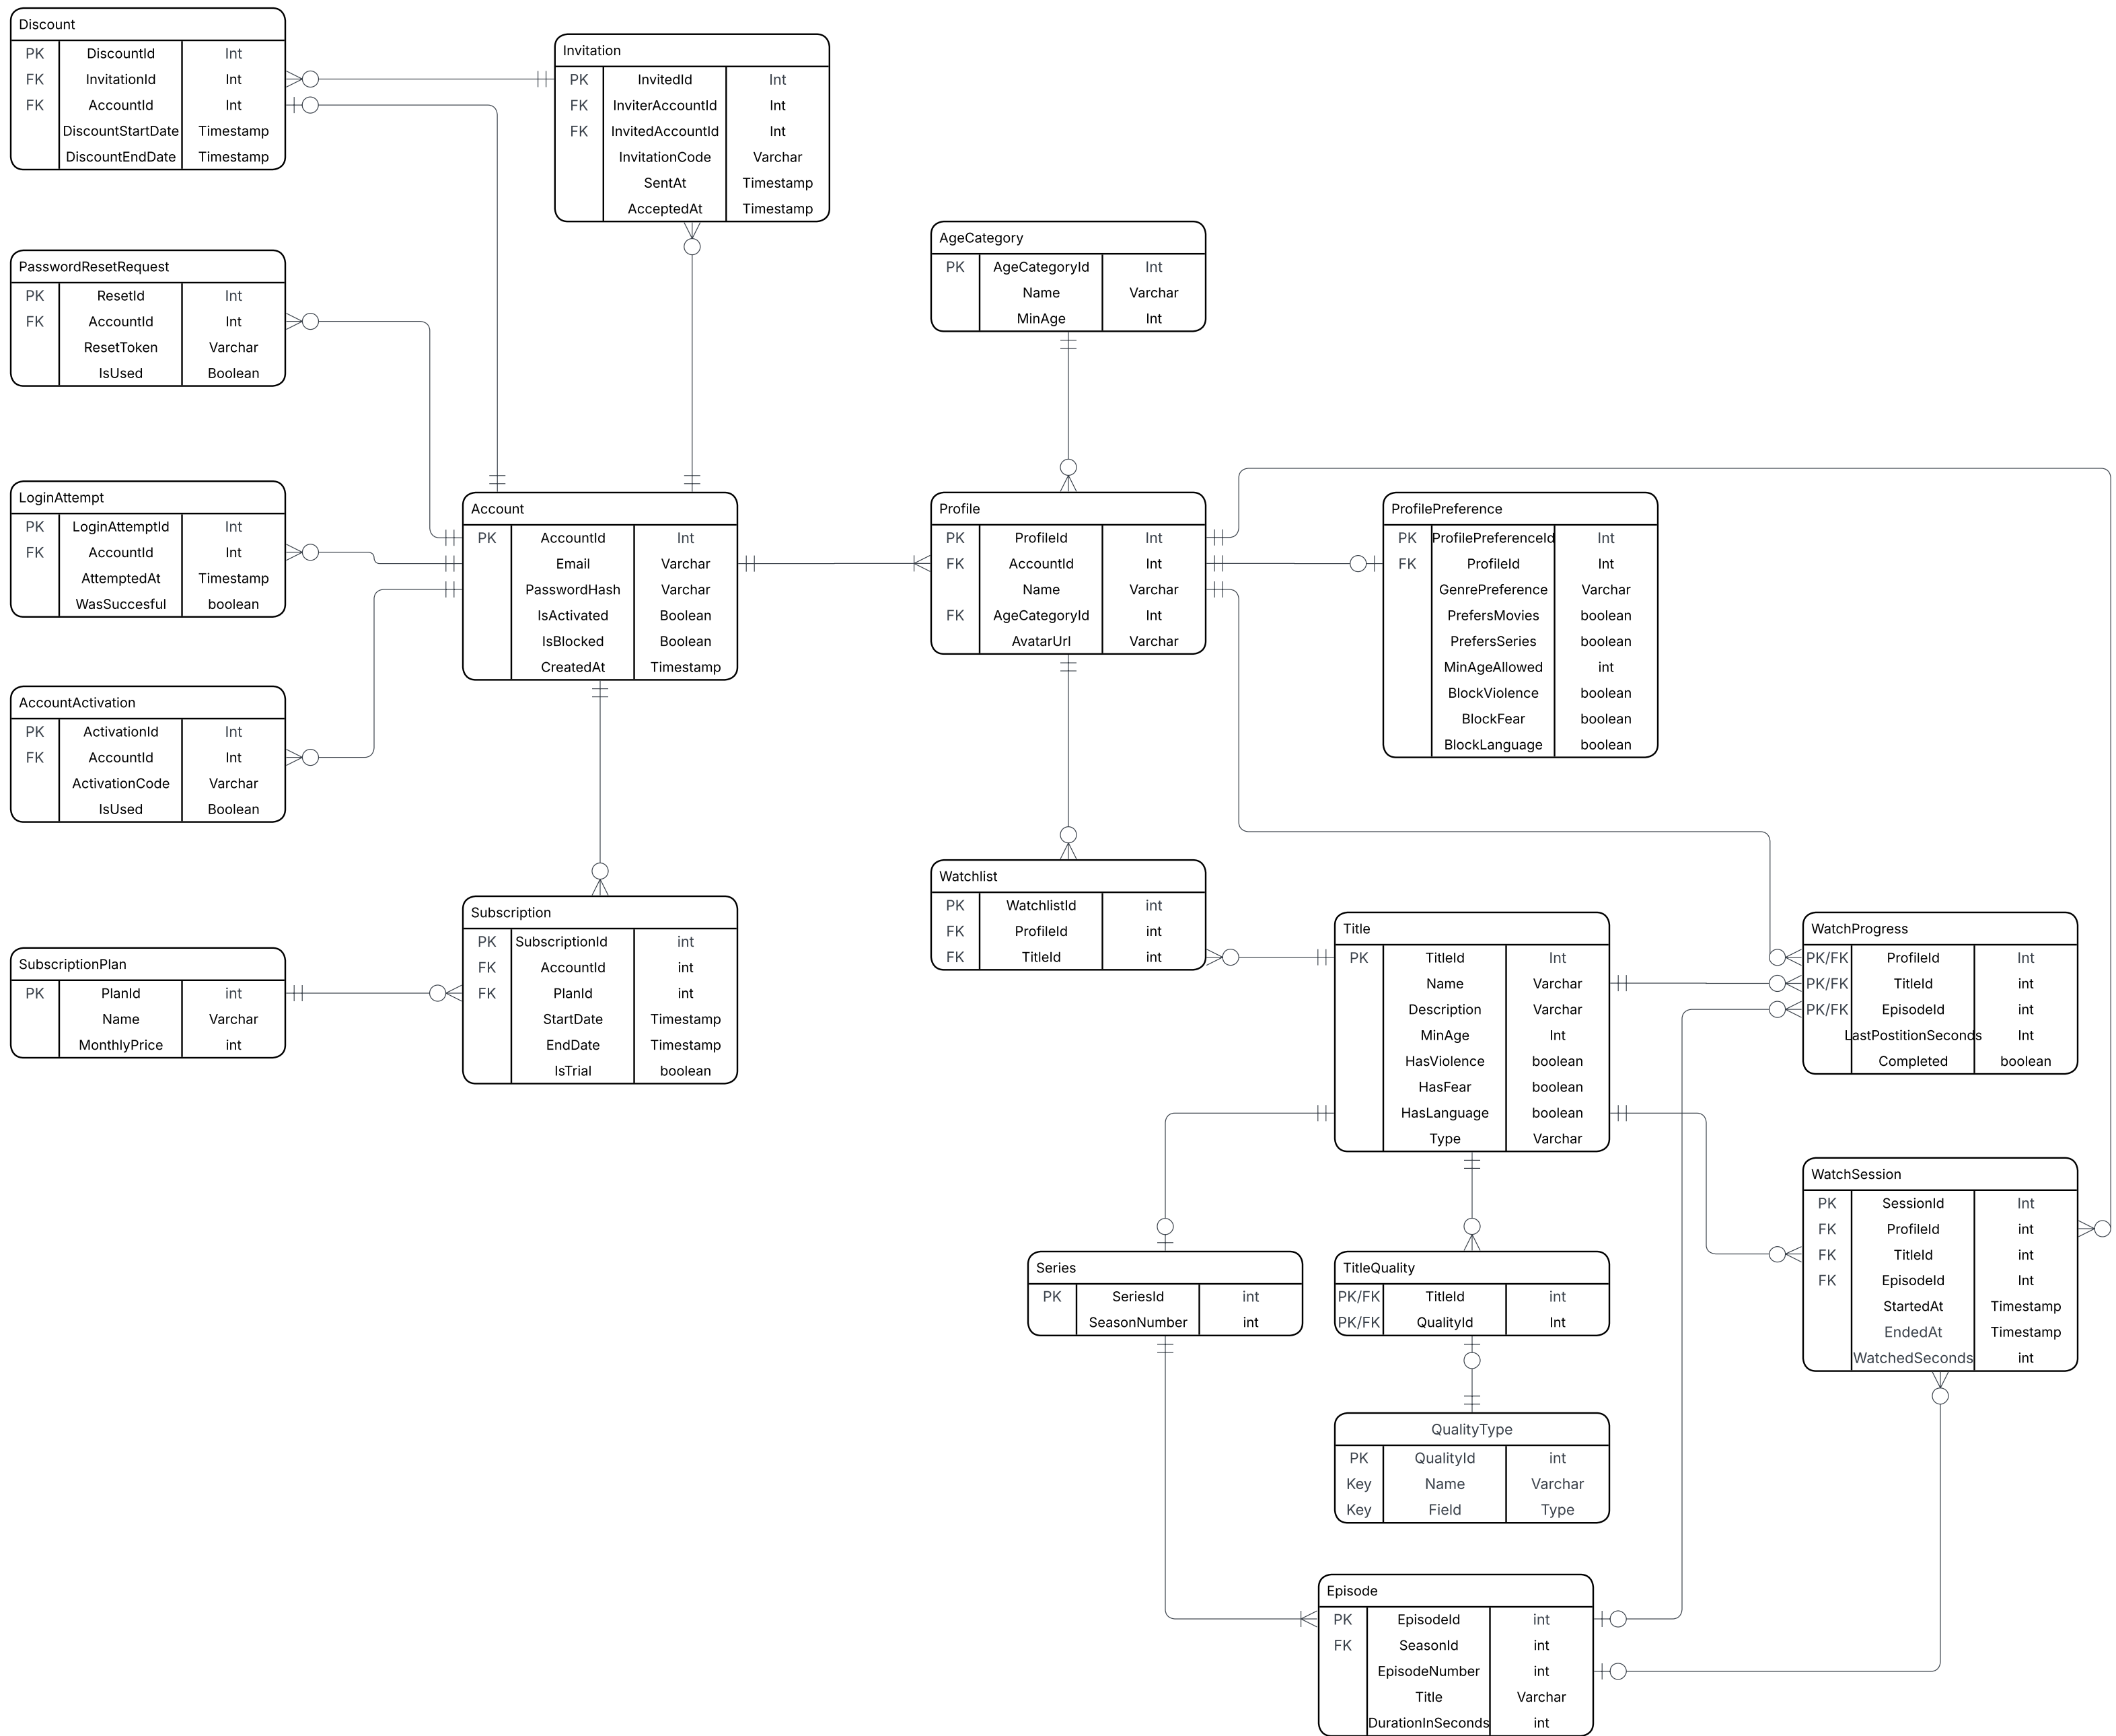 Discount
PK DiscountId Int
FK InvitationId Int
FK AccountId Int
DiscountStartDate Timestamp
DiscountEndDate Timestamp
Invitation
PK InvitedId Int
FK InviterAccountId Int
FK InvitedAccountId Int
InvitationCode Varchar
SentAt Timestamp
AcceptedAt Timestamp
AgeCategory
PK AgeCategoryId Int
Name Varchar
MinAge Int
PasswordResetRequest
PK ResetId Int
FK AccountId Int
ResetToken Varchar
IsUsed Boolean
LoginAttempt
PK LoginAttemptId Int
FK AccountId Int
AttemptedAt Timestamp
WasSuccesful boolean
Account
PK AccountId Int
Email Varchar
PasswordHash Varchar
IsActivated Boolean
IsBlocked Boolean
CreatedAt Timestamp
Profile
PK ProfileId Int
FK AccountId Int
Name Varchar
FK AgeCategoryId Int
AvatarUrl Varchar
ProfilePreference
PK ProfilePreferenceId Int
FK ProfileId Int
GenrePreference Varchar
PrefersMovies boolean
PrefersSeries boolean
MinAgeAllowed int
BlockViolence boolean
BlockFear boolean
BlockLanguage boolean
AccountActivation
PK ActivationId Int
FK AccountId Int
ActivationCode Varchar
IsUsed Boolean
SubscriptionPlan
PK PlanId int
Name Varchar
MonthlyPrice int
Subscription
PK SubscriptionId int
FK AccountId int
FK PlanId int
StartDate Timestamp
EndDate Timestamp
IsTrial boolean
Watchlist
PK WatchlistId int
FK ProfileId int
FK TitleId int
Title
PK TitleId Int
Name Varchar
Description Varchar
MinAge Int
HasViolence boolean
HasFear boolean
HasLanguage boolean
Type Varchar
WatchProgress
PK/FK ProfileId Int
PK/FK TitleId int
PK/FK EpisodeId int
LastPostitionSeconds Int
Completed boolean
WatchSession
PK SessionId Int
FK ProfileId int
FK TitleId int
FK EpisodeId Int
StartedAt Timestamp
EndedAt Timestamp
WatchedSeconds int
Series
PK SeriesId int
SeasonNumber int
TitleQuality
PK/FK TitleId int
PK/FK QualityId Int
QualityType
PK QualityId int
Key Name Varchar
Key Field Type
Episode
PK EpisodeId int
FK SeasonId int
EpisodeNumber int
Title Varchar
DurationInSeconds int